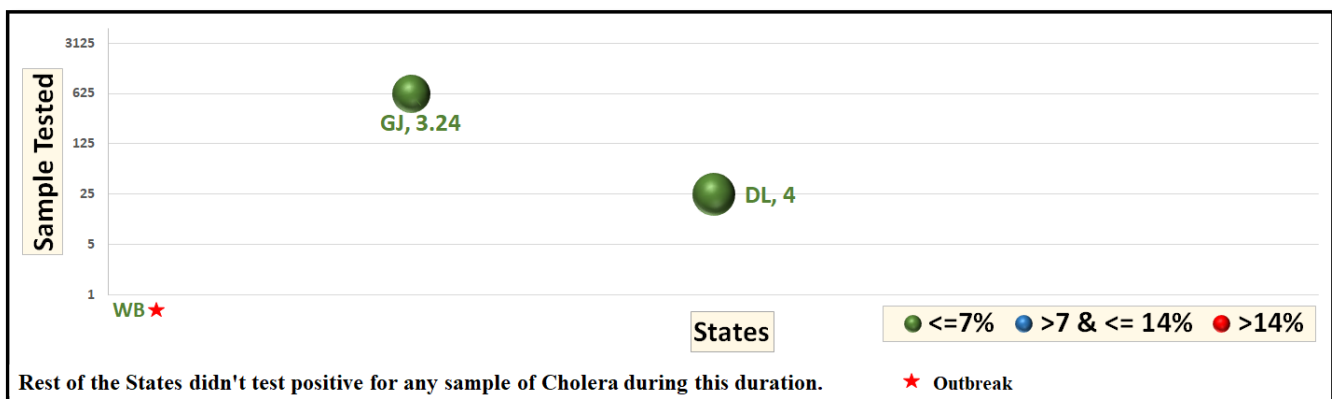 3125
625
125
25
5
1
Sample Tested
GJ, 3.24
DL, 4
WB
States
<=7% >7 & <= 14% >14%
Rest of the States didn't test positive for any sample of Cholera during this duration.
Outbreak